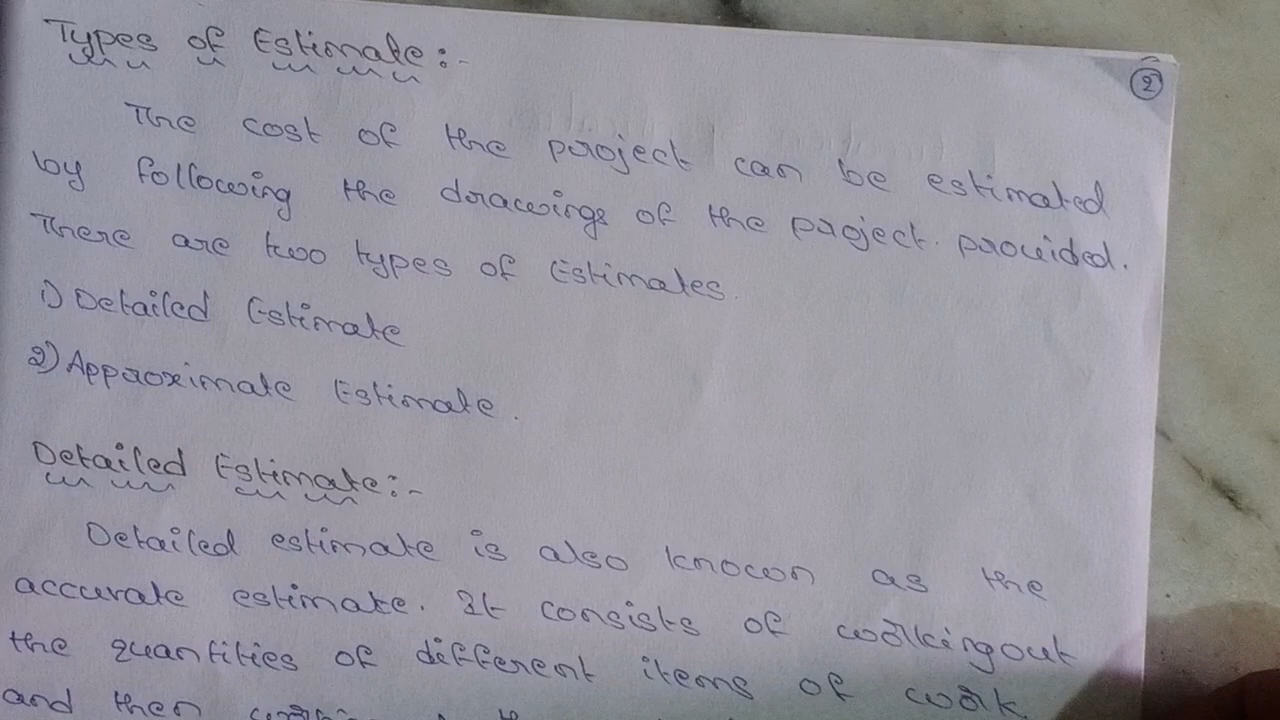 Types of Estimate:-
2
The cost of the project can be estimated
by following the drawings of the project. provided.
There are two types of Estimates.
1) Detailed Estimate
2) Approximate Estimate.
Detailed Estimate:-
Detailed estimate is also known as the
accurate estimate. It consists of workingout
the quantities of different items of work
and then